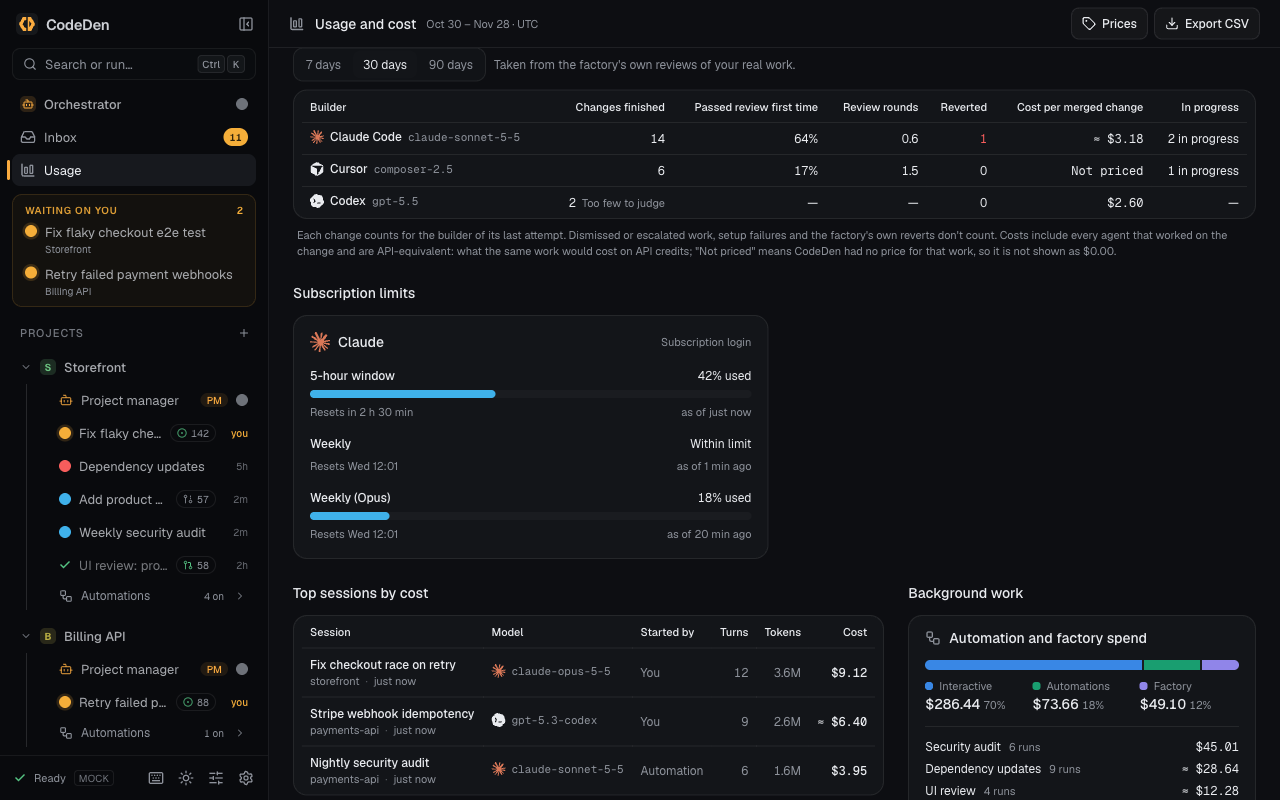 CodeDen
Search or run… Ctrl K
Orchestrator
Inbox 11
Usage
WAITING ON YOU 2
Fix flaky checkout e2e test
Storefront
Retry failed payment webhooks
Billing API
PROJECTS
S Storefront
Project manager PM
Fix flaky che… 142 you
Dependency updates 5h
Add product … 57 2m
Weekly security audit 2m
UI review: pro… 58 2h
Automations 4 on
B Billing API
Project manager PM
Retry failed p… 88 you
Automations 1 on
Ready MOCK
Usage and cost Oct 30 – Nov 28 · UTC
Prices
Export CSV
7 days 30 days 90 days Taken from the factory's own reviews of your real work.
Builder Changes finished Passed review first time Review rounds Reverted Cost per merged change In progress
Claude Code claude-sonnet-5-5 14 64% 0.6 1 ≈ $3.18 2 in progress
Cursor composer-2.5 6 17% 1.5 0 Not priced 1 in progress
Codex gpt-5.5 2 Too few to judge — — 0 $2.60 —
Each change counts for the builder of its last attempt. Dismissed or escalated work, setup failures and the factory's own reverts don't count. Costs include every agent that worked on the
change and are API-equivalent: what the same work would cost on API credits; "Not priced" means CodeDen had no price for that work, so it is not shown as $0.00.
Subscription limits
Claude Subscription login
5-hour window 42% used
Resets in 2 h 30 min as of just now
Weekly Within limit
Resets Wed 12:01 as of 1 min ago
Weekly (Opus) 18% used
Resets Wed 12:01 as of 20 min ago
Top sessions by cost
Session Model Started by Turns Tokens Cost
Fix checkout race on retry claude-opus-5-5 You 12 3.6M $9.12
storefront · just now
Stripe webhook idempotency gpt-5.3-codex You 9 2.6M ≈ $6.40
payments-api · just now
Nightly security audit claude-sonnet-5-5 Automation 6 1.6M $3.95
payments-api · just now
Background work
Automation and factory spend
Interactive Automations Factory
$286.44 70% $73.66 18% $49.10 12%
Security audit 6 runs $45.01
Dependency updates 9 runs ≈ $28.64
UI review 4 runs ≈ $12.28